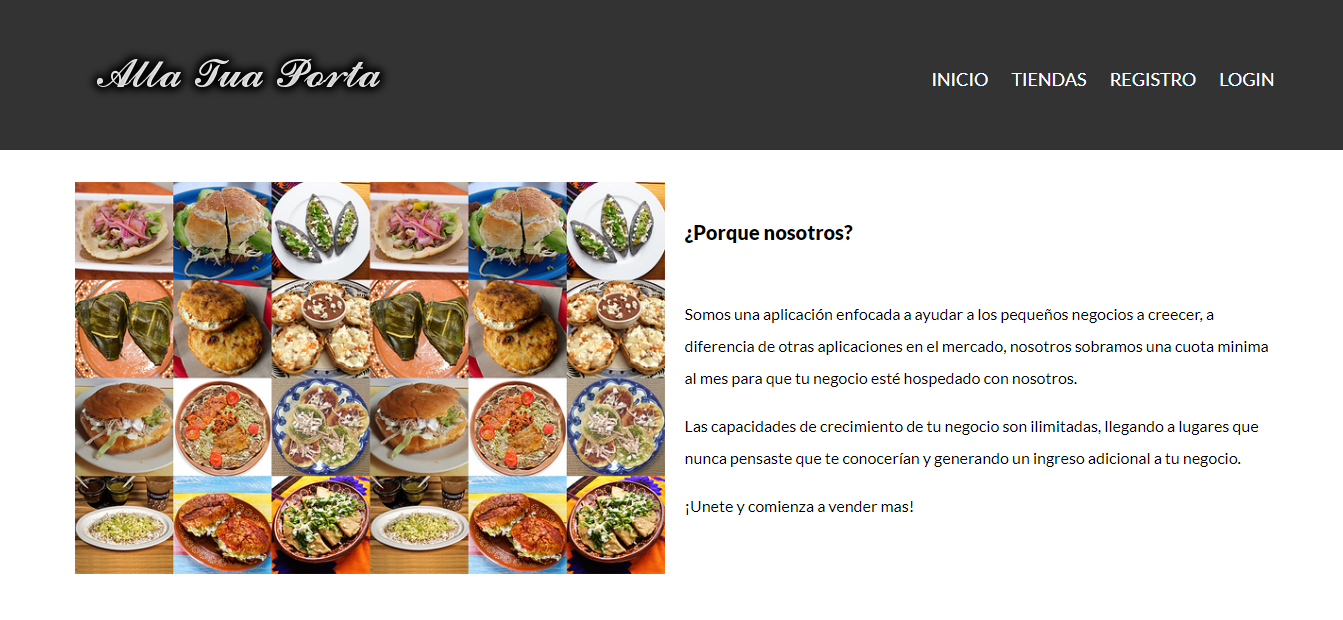 Alla Tua Porta
INICIO TIENDAS REGISTRO LOGIN
¿Porque nosotros?
Somos una aplicación enfocada a ayudar a los pequeños negocios a creecer, a
diferencia de otras aplicaciones en el mercado, nosotros sobramos una cuota minima
al mes para que tu negocio esté hospedado con nosotros.
Las capacidades de crecimiento de tu negocio son ilimitadas, llegando a lugares que
nunca pensaste que te conocerían y generando un ingreso adicional a tu negocio.
¡Unete y comienza a vender mas!